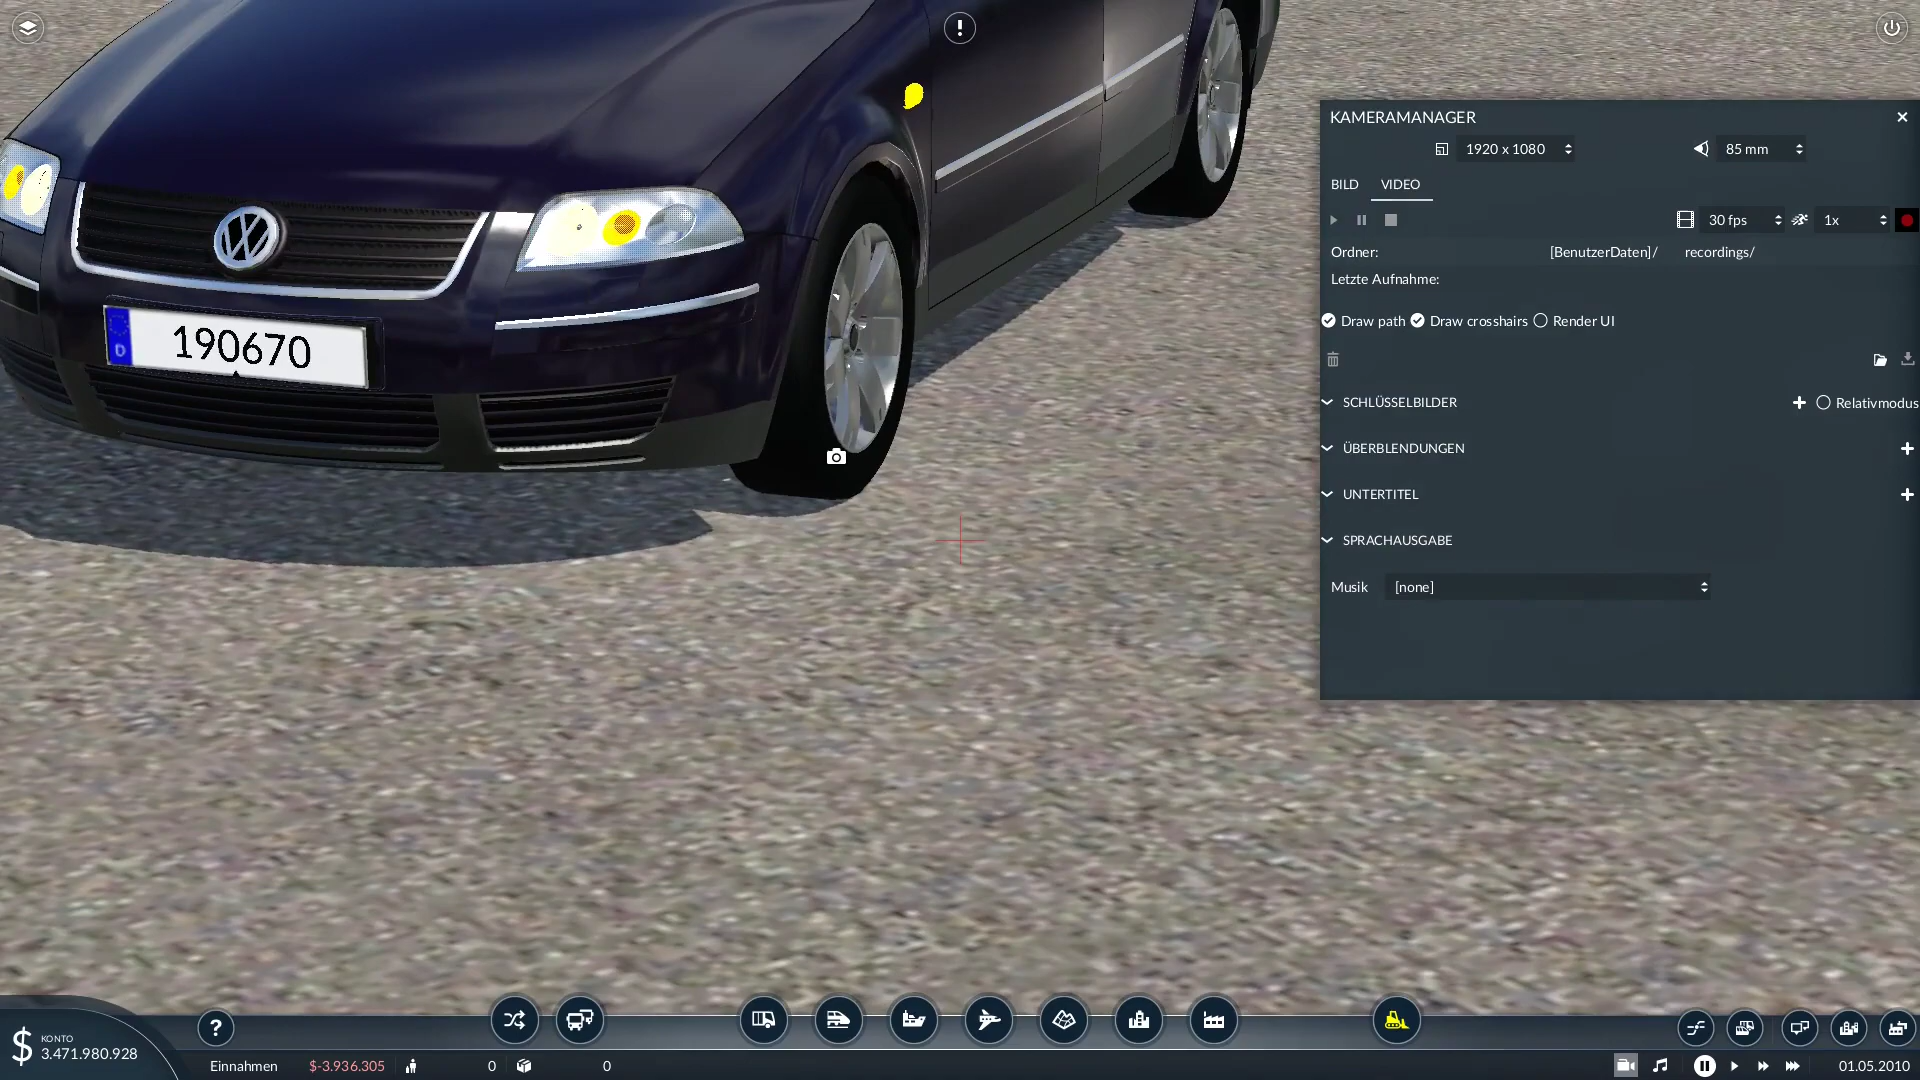 KAMERAMANAGER
1920 x 1080
85 mm
BILD
VIDEO
30 fps
1x
Ordner:
[BenutzerDaten]/
recordings/
Letzte Aufnahme:
Draw path
Draw crosshairs
Render UI
SCHLÜSSELBILDER
Relativmodus
ÜBERBLENDUNGEN
UNTERTITEL
SPRACHAUSGABE
Musik
[none]
D
190670
KONTO
3.471.980.928
Einnahmen
$-3.936.305
0
0
01.05.2010